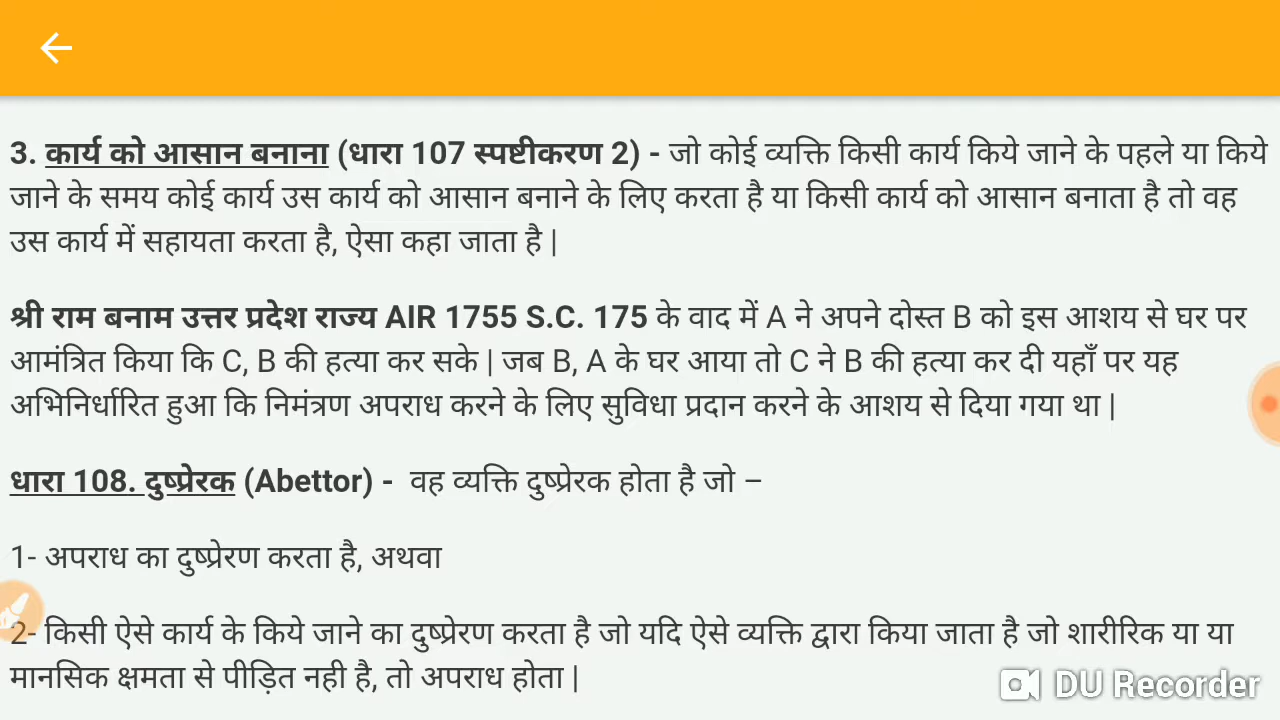 3. कार्य को आसान बनाना (धारा 107 स्पष्टीकरण 2) - जो कोई व्यक्ति किसी कार्य किये जाने के पहले या किये
जाने के समय कोई कार्य उस कार्य को आसान बनाने के लिए करता है या किसी कार्य को आसान बनाता है तो वह
उस कार्य में सहायता करता है, ऐसा कहा जाता है |
श्री राम बनाम उत्तर प्रदेश राज्य AIR 1755 S.C. 175 के वाद में A ने अपने दोस्त B को इस आशय से घर पर
आमंत्रित किया कि C, B की हत्या कर सके | जब B, A के घर आया तो C ने B की हत्या कर दी यहाँ पर यह
अभिनिर्धारित हुआ कि निमंत्रण अपराध करने के लिए सुविधा प्रदान करने के आशय से दिया गया था |
धारा 108. दुष्प्रेरक (Abettor) - वह व्यक्ति दुष्प्रेरक होता है जो –
1- अपराध का दुष्प्रेरण करता है, अथवा
2- किसी ऐसे कार्य के किये जाने का दुष्प्रेरण करता है जो यदि ऐसे व्यक्ति द्वारा किया जाता है जो शारीरिक या या
मानसिक क्षमता से पीड़ित नही है, तो अपराध होता |
DU Recorder